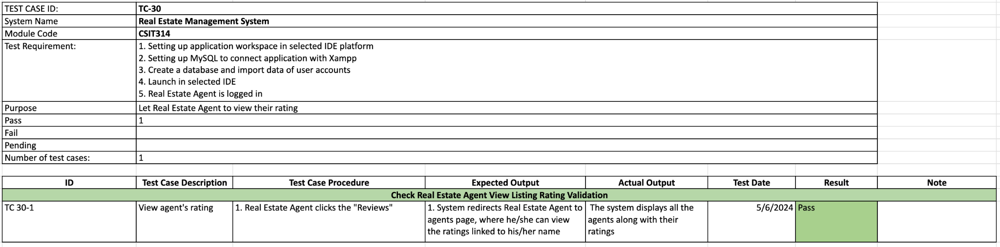 TEST CASE ID: TC-30
System Name Real Estate Management System
Module Code CSIT314
Test Requirement: 1. Setting up application workspace in selected IDE platform
2. Setting up MySQL to connect application with Xampp
3. Create a database and import data of user accounts
4. Launch in selected IDE
5. Real Estate Agent is logged in
Purpose Let Real Estate Agent to view their rating
Pass 1
Fail
Pending
Number of test cases: 1
ID Test Case Description Test Case Procedure Expected Output Actual Output Test Date Result Note
Check Real Estate Agent View Listing Rating Validation
TC 30-1 View agent's rating 1. Real Estate Agent clicks the "Reviews" 1. System redirects Real Estate Agent to The system displays all the 5/6/2024 Pass
agents page, where he/she can view agents along with their
the ratings linked to his/her name ratings